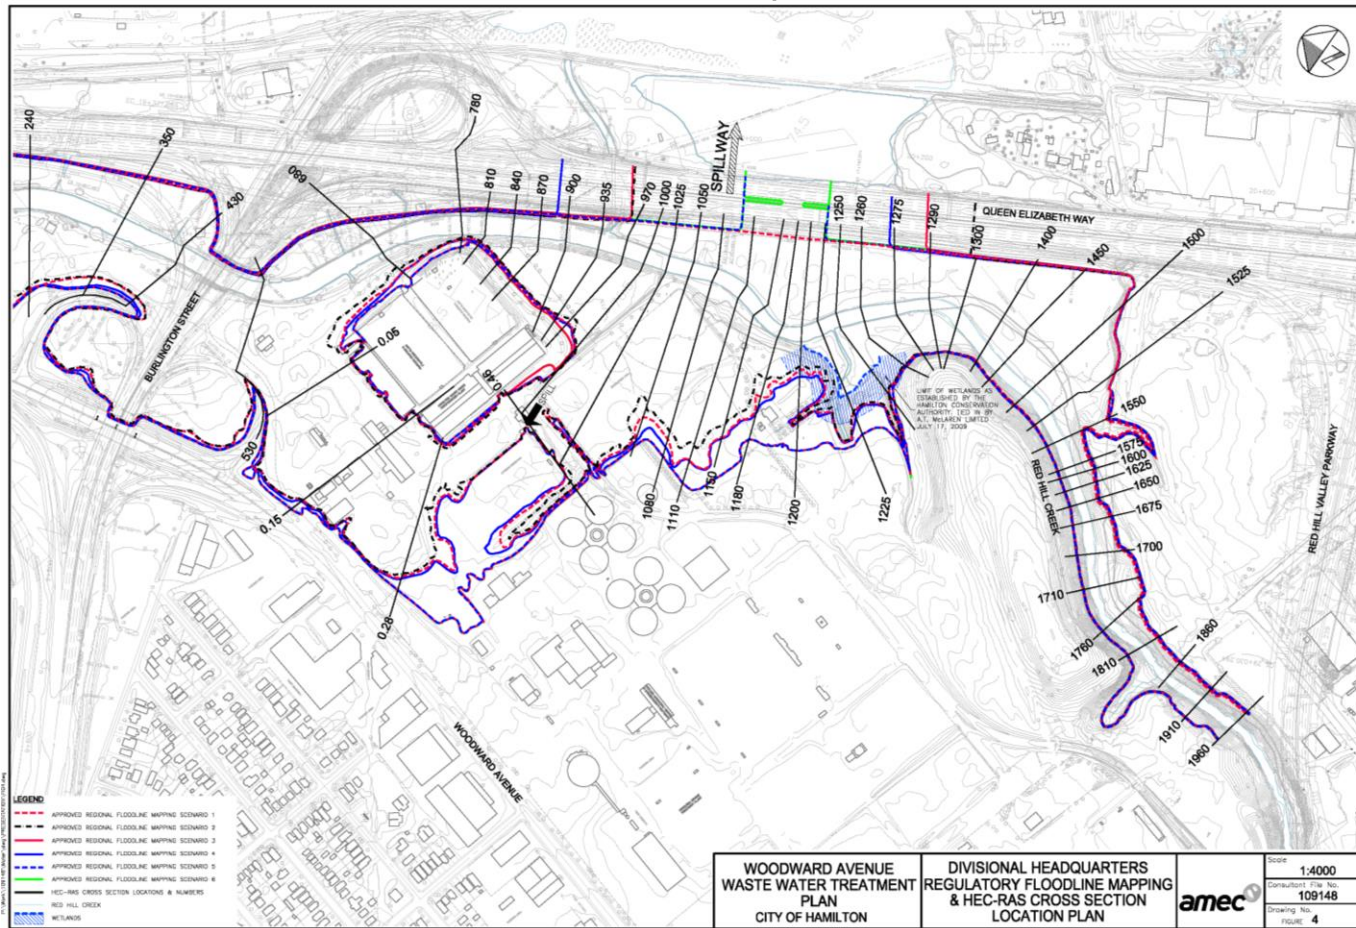 240
350
430
680
780
810
840
870
900
935
970
1000
1025
1050
SPILLWAY
1250
1260
1275
1290
QUEEN ELIZABETH WAY
1300
1400
1450
1500
1525
BURLINGTON STREET
0.05
0.46
SPILL
530
0.15
0.28
1080
1110
1150
1180
1200
1225
LIMIT OF WETLANDS AS
ESTABLISHED BY THE
HAMILTON CONSERVATION
AUTHORITY TIED IN BY
A.T. McLAREN LIMITED
JULY 17, 2009
RED HILL CREEK
1550
1575
1600
1625
1650
1675
1700
1710
1760
1810
1860
1910
1960
RED HILL VALLEY PARKWAY
WOODWARD AVENUE
LEGEND
APPROVED REGIONAL FLOODLINE MAPPING SCENARIO 1
APPROVED REGIONAL FLOODLINE MAPPING SCENARIO 2
APPROVED REGIONAL FLOODLINE MAPPING SCENARIO 3
APPROVED REGIONAL FLOODLINE MAPPING SCENARIO 4
APPROVED REGIONAL FLOODLINE MAPPING SCENARIO 5
APPROVED REGIONAL FLOODLINE MAPPING SCENARIO 6
HEC-RAS CROSS SECTION LOCATIONS & NUMBERS
RED HILL CREEK
WETLANDS
WOODWARD AVENUE
WASTE WATER TREATMENT
PLAN
CITY OF HAMILTON
DIVISIONAL HEADQUARTERS
REGULATORY FLOODLINE MAPPING
& HEC-RAS CROSS SECTION
LOCATION PLAN
amec
Scale
1:4000
Consultant File No.
109148
Drawing No.
FIGURE 4